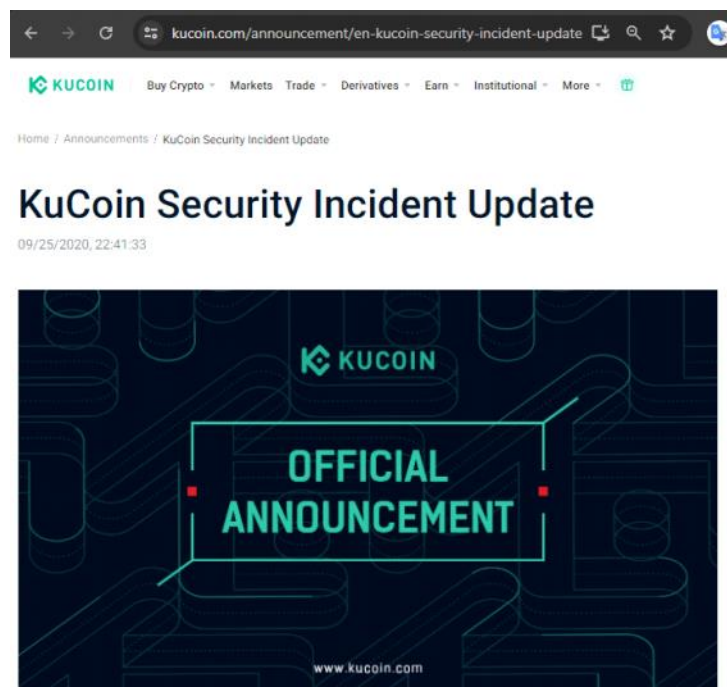 kucoin.com/announcement/en-kucoin-security-incident-update
KUCOIN Buy Crypto Markets Trade Derivatives Earn Institutional More
Home / Announcements / KuCoin Security Incident Update
KuCoin Security Incident Update
09/25/2020, 22:41:33
KUCOIN
OFFICIAL
ANNOUNCEMENT
www.kucoin.com